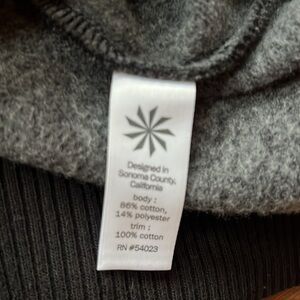 Designed in
Sonoma County,
California
body :
86% cotton,
14% polyester
trim :
100% cotton
RN #54023